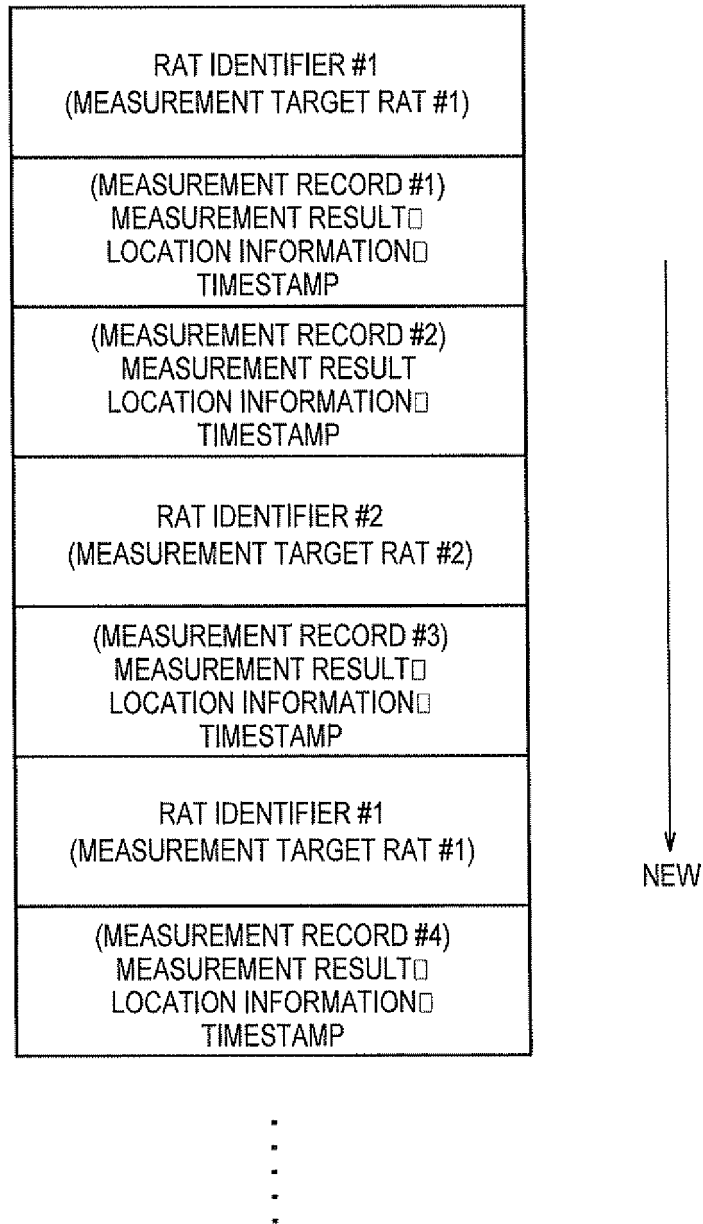 RAT IDENTIFIER #1
(MEASUREMENT TARGET RAT #1)
(MEASUREMENT RECORD #1)
MEASUREMENT RESULT□
LOCATION INFORMATION□
TIMESTAMP
(MEASUREMENT RECORD #2)
MEASUREMENT RESULT
LOCATION INFORMATION□
TIMESTAMP
RAT IDENTIFIER #2
(MEASUREMENT TARGET RAT #2)
(MEASUREMENT RECORD #3)
MEASUREMENT RESULT□
LOCATION INFORMATION□
TIMESTAMP
RAT IDENTIFIER #1
(MEASUREMENT TARGET RAT #1)
NEW
(MEASUREMENT RECORD #4)
MEASUREMENT RESULT□
LOCATION INFORMATION□
TIMESTAMP